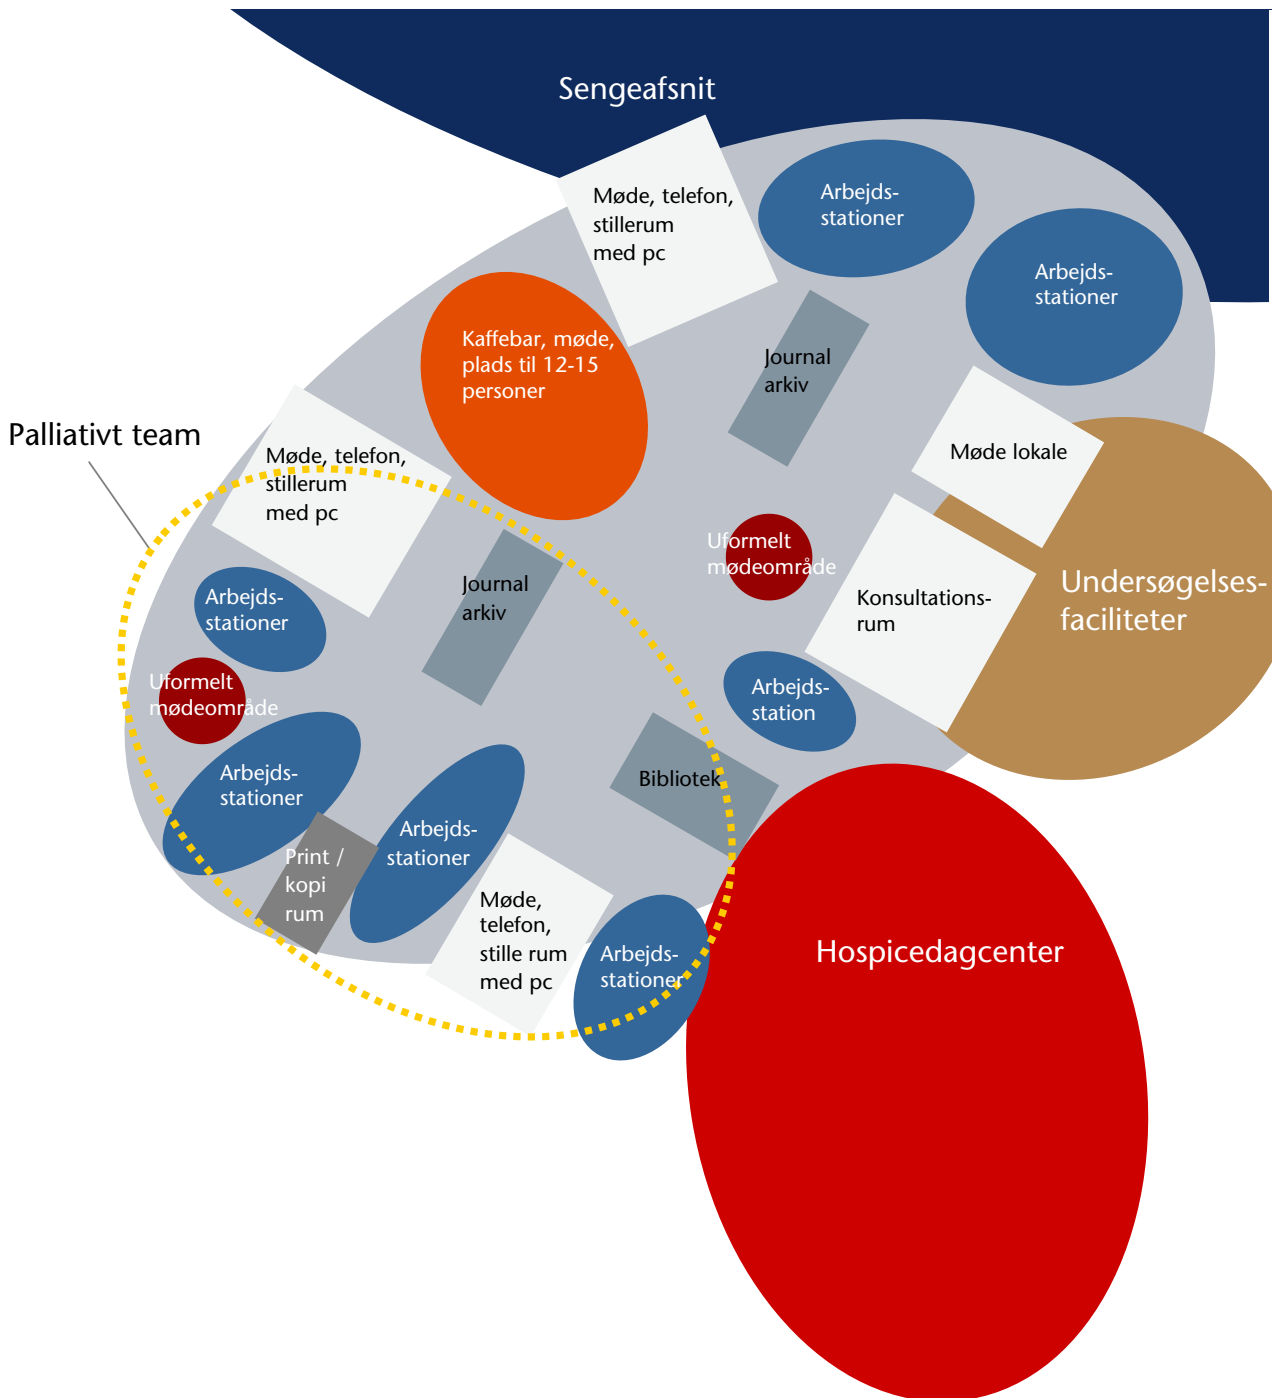 Sengeafsnit
Møde, telefon,
stillerum
med pc
Arbejds-
stationer
Arbejds-
stationer
Kaffebar, møde,
plads til 12-15
personer
Journal
arkiv
Palliativt team
Møde, telefon,
stillerum
med pc
Møde lokale
Uformelt
mødeområde
Journal
arkiv
Konsultations-
rum
Undersøgelses-
faciliteter
Arbejds-
stationer
Uformelt
mødeområde
Arbejds-
station
Arbejds-
stationer
Bibliotek
Arbejds-
stationer
Print /
kopi
rum
Møde,
telefon,
stille rum
med pc
Arbejds-
stationer
Hospicedagcenter